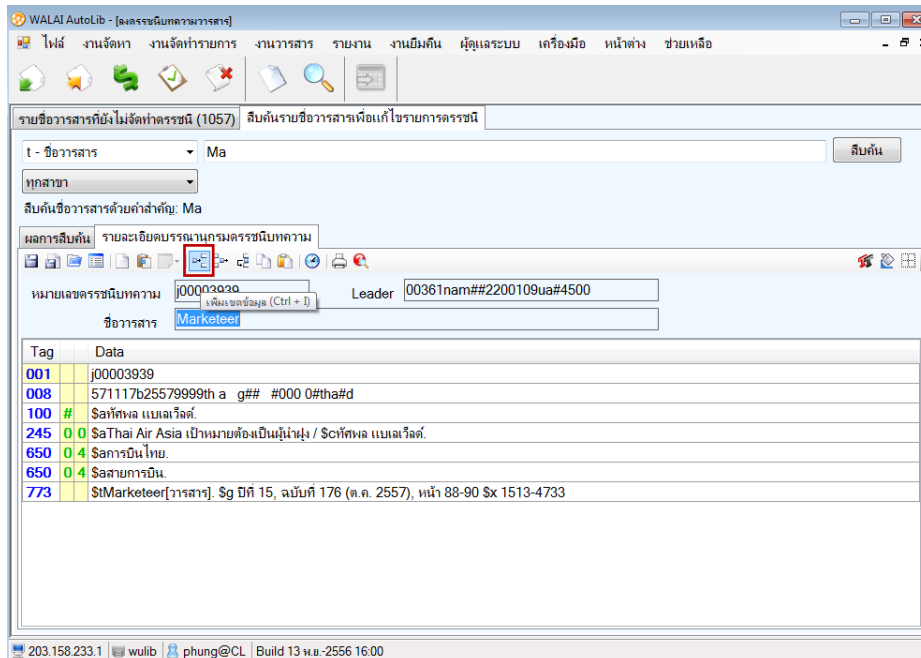 WALAI AutoLib - [ลงดรรชนีบทความวารสาร]
ไฟล์ งานจัดหา งานจัดทำรายการ งานวารสาร รายงาน งานยืมคืน ผู้ดูแลระบบ เครื่องมือ หน้าต่าง ช่วยเหลือ
รายชื่อวารสารที่ยังไม่จัดทำดรรชนี (1057) สืบค้นรายชื่อวารสารเพื่อแก้ไขรายการดรรชนี
t - ชื่อวารสาร Ma สืบค้น
ทุกสาขา
สืบค้นชื่อวารสารด้วยคำสำคัญ: Ma
ผลการสืบค้น รายละเอียดบรรณานุกรมดรรชนีบทความ
หมายเลขดรรชนีบทความ j00003939 Leader 00361nam##2200109ua#4500
เพิ่มเขตข้อมูล (Ctrl + I)
ชื่อวารสาร Marketeer
Tag Data
001 j00003939
008 571117b25579999th a g## #000 0#tha#d
100 # $aทัศพล แบเลเว็ลด์.
245 0 0 $aThai Air Asia เป้าหมายต้องเป็นผู้นำฝูง / $cทัศพล แบเลเว็ลด์.
650 0 4 $aการบินไทย.
650 0 4 $aสายการบิน.
773 $tMarketeer[วารสาร]. $g ปีที่ 15, ฉบับที่ 176 (ต.ค. 2557), หน้า 88-90 $x 1513-4733
203.158.233.1 wulib phung@CL Build 13 พ.ย.-2556 16:00